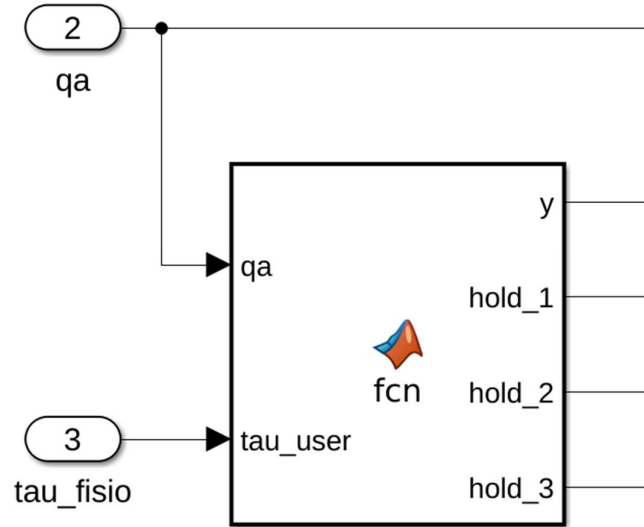 2
qa
y
qa
hold_1
fcn
hold_2
3
tau_user
tau_fisio
hold_3